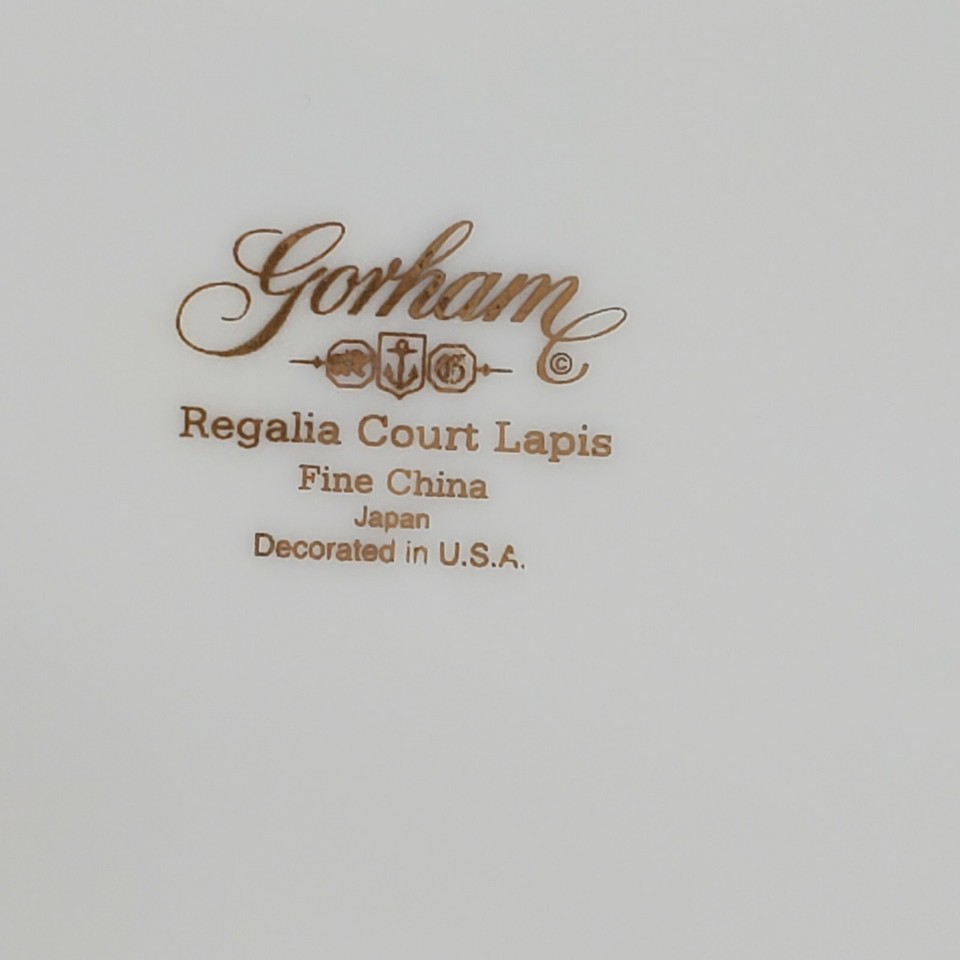 Gorham
©
Regalia Court Lapis
Fine China
Japan
Decorated in U.S.A.